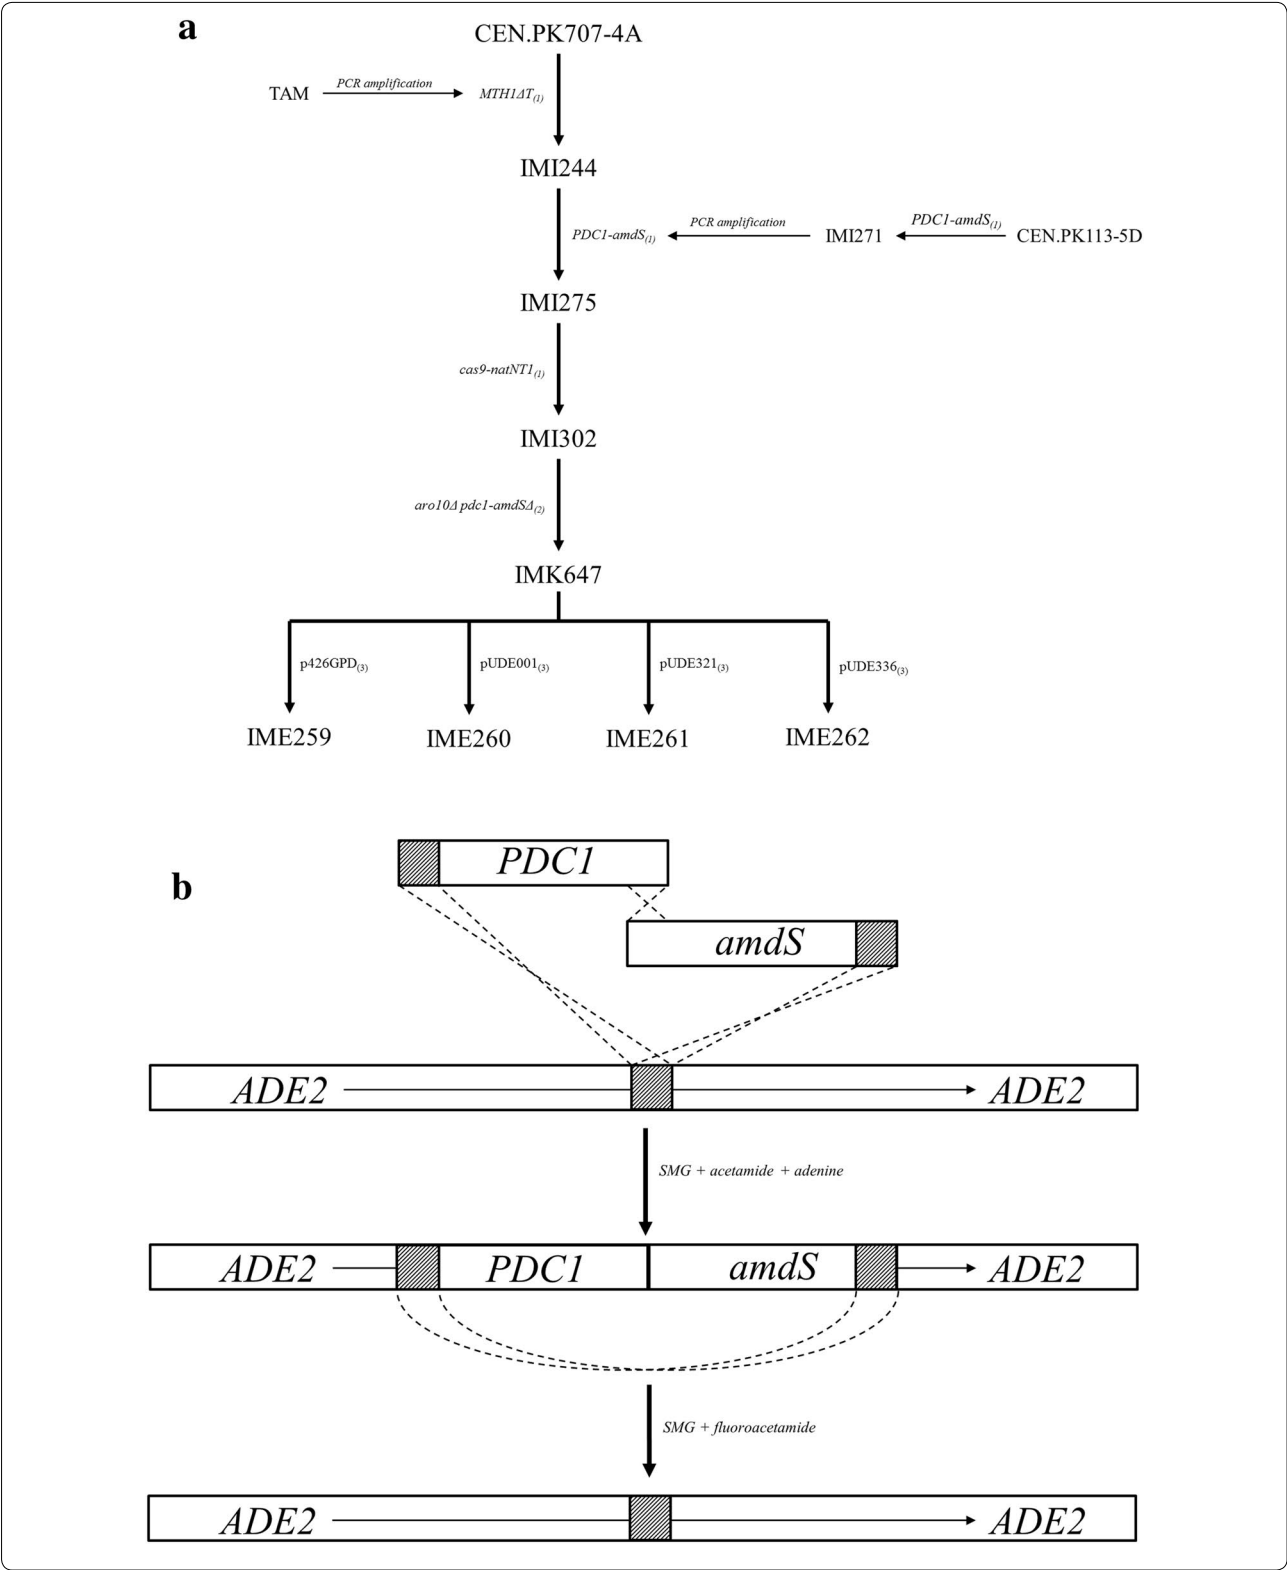 a
CEN.PK707-4A
TAM PCR amplification MTH1ΔT(1)
IMI244
PDC1-amdS(1) PCR amplification IMI271 PDC1-amdS(1) CEN.PK113-5D
IMI275
cas9-natNT1(1)
IMI302
aro10Δ pdc1-amdSΔ(2)
IMK647
p426GPD(3) pUDE001(3) pUDE321(3) pUDE336(3)
IME259 IME260 IME261 IME262
b
PDC1
amdS
ADE2 ADE2
SMG + acetamide + adenine
ADE2 PDC1 amdS ADE2
SMG + fluoroacetamide
ADE2 ADE2